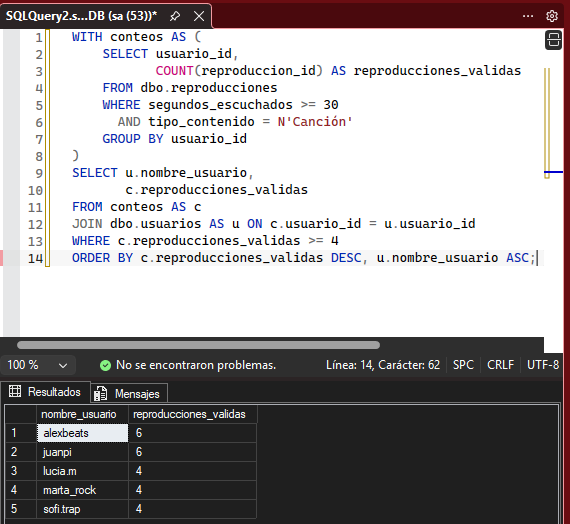 SQLQuery2.s...DB (sa (53))*
1 WITH conteos AS (
2 SELECT usuario_id,
3 COUNT(reproduccion_id) AS reproducciones_validas
4 FROM dbo.reproducciones
5 WHERE segundos_escuchados >= 30
6 AND tipo_contenido = N'Canción'
7 GROUP BY usuario_id
8 )
9 SELECT u.nombre_usuario,
10 c.reproducciones_validas
11 FROM conteos AS c
12 JOIN dbo.usuarios AS u ON c.usuario_id = u.usuario_id
13 WHERE c.reproducciones_validas >= 4
14 ORDER BY c.reproducciones_validas DESC, u.nombre_usuario ASC;
100 % No se encontraron problemas. Línea: 14, Carácter: 62 SPC CRLF UTF-8
Resultados Mensajes
nombre_usuario reproducciones_validas
1 alexbeats 6
2 juanpi 6
3 lucia.m 4
4 marta_rock 4
5 sofi.trap 4